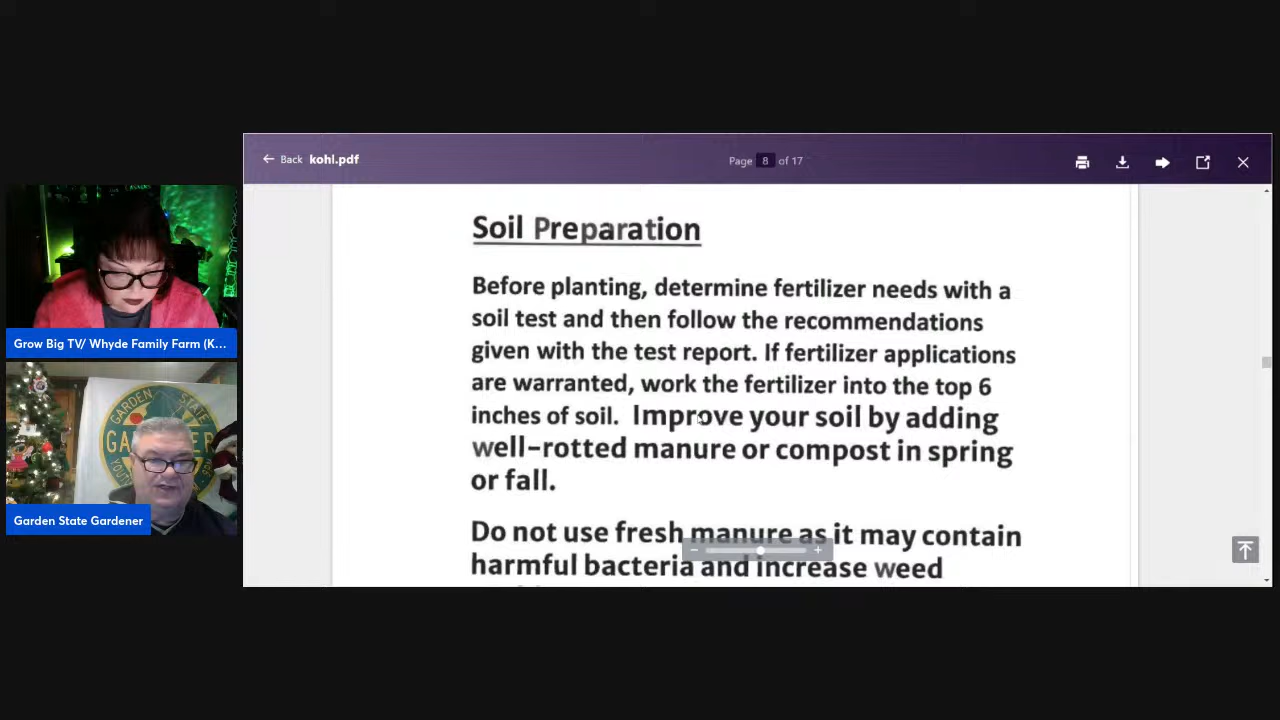 Back kohl.pdf
Page 8 of 17
Soil Preparation
Before planting, determine fertilizer needs with a
soil test and then follow the recommendations
given with the test report. If fertilizer applications
are warranted, work the fertilizer into the top 6
inches of soil. Improve your soil by adding
well-rotted manure or compost in spring
or fall.
Do not use fresh manure as it may contain
harmful bacteria and increase weed
Grow Big TV/ Whyde Family Farm (K...
GARDEN STATE
GA
Garden State Gardener